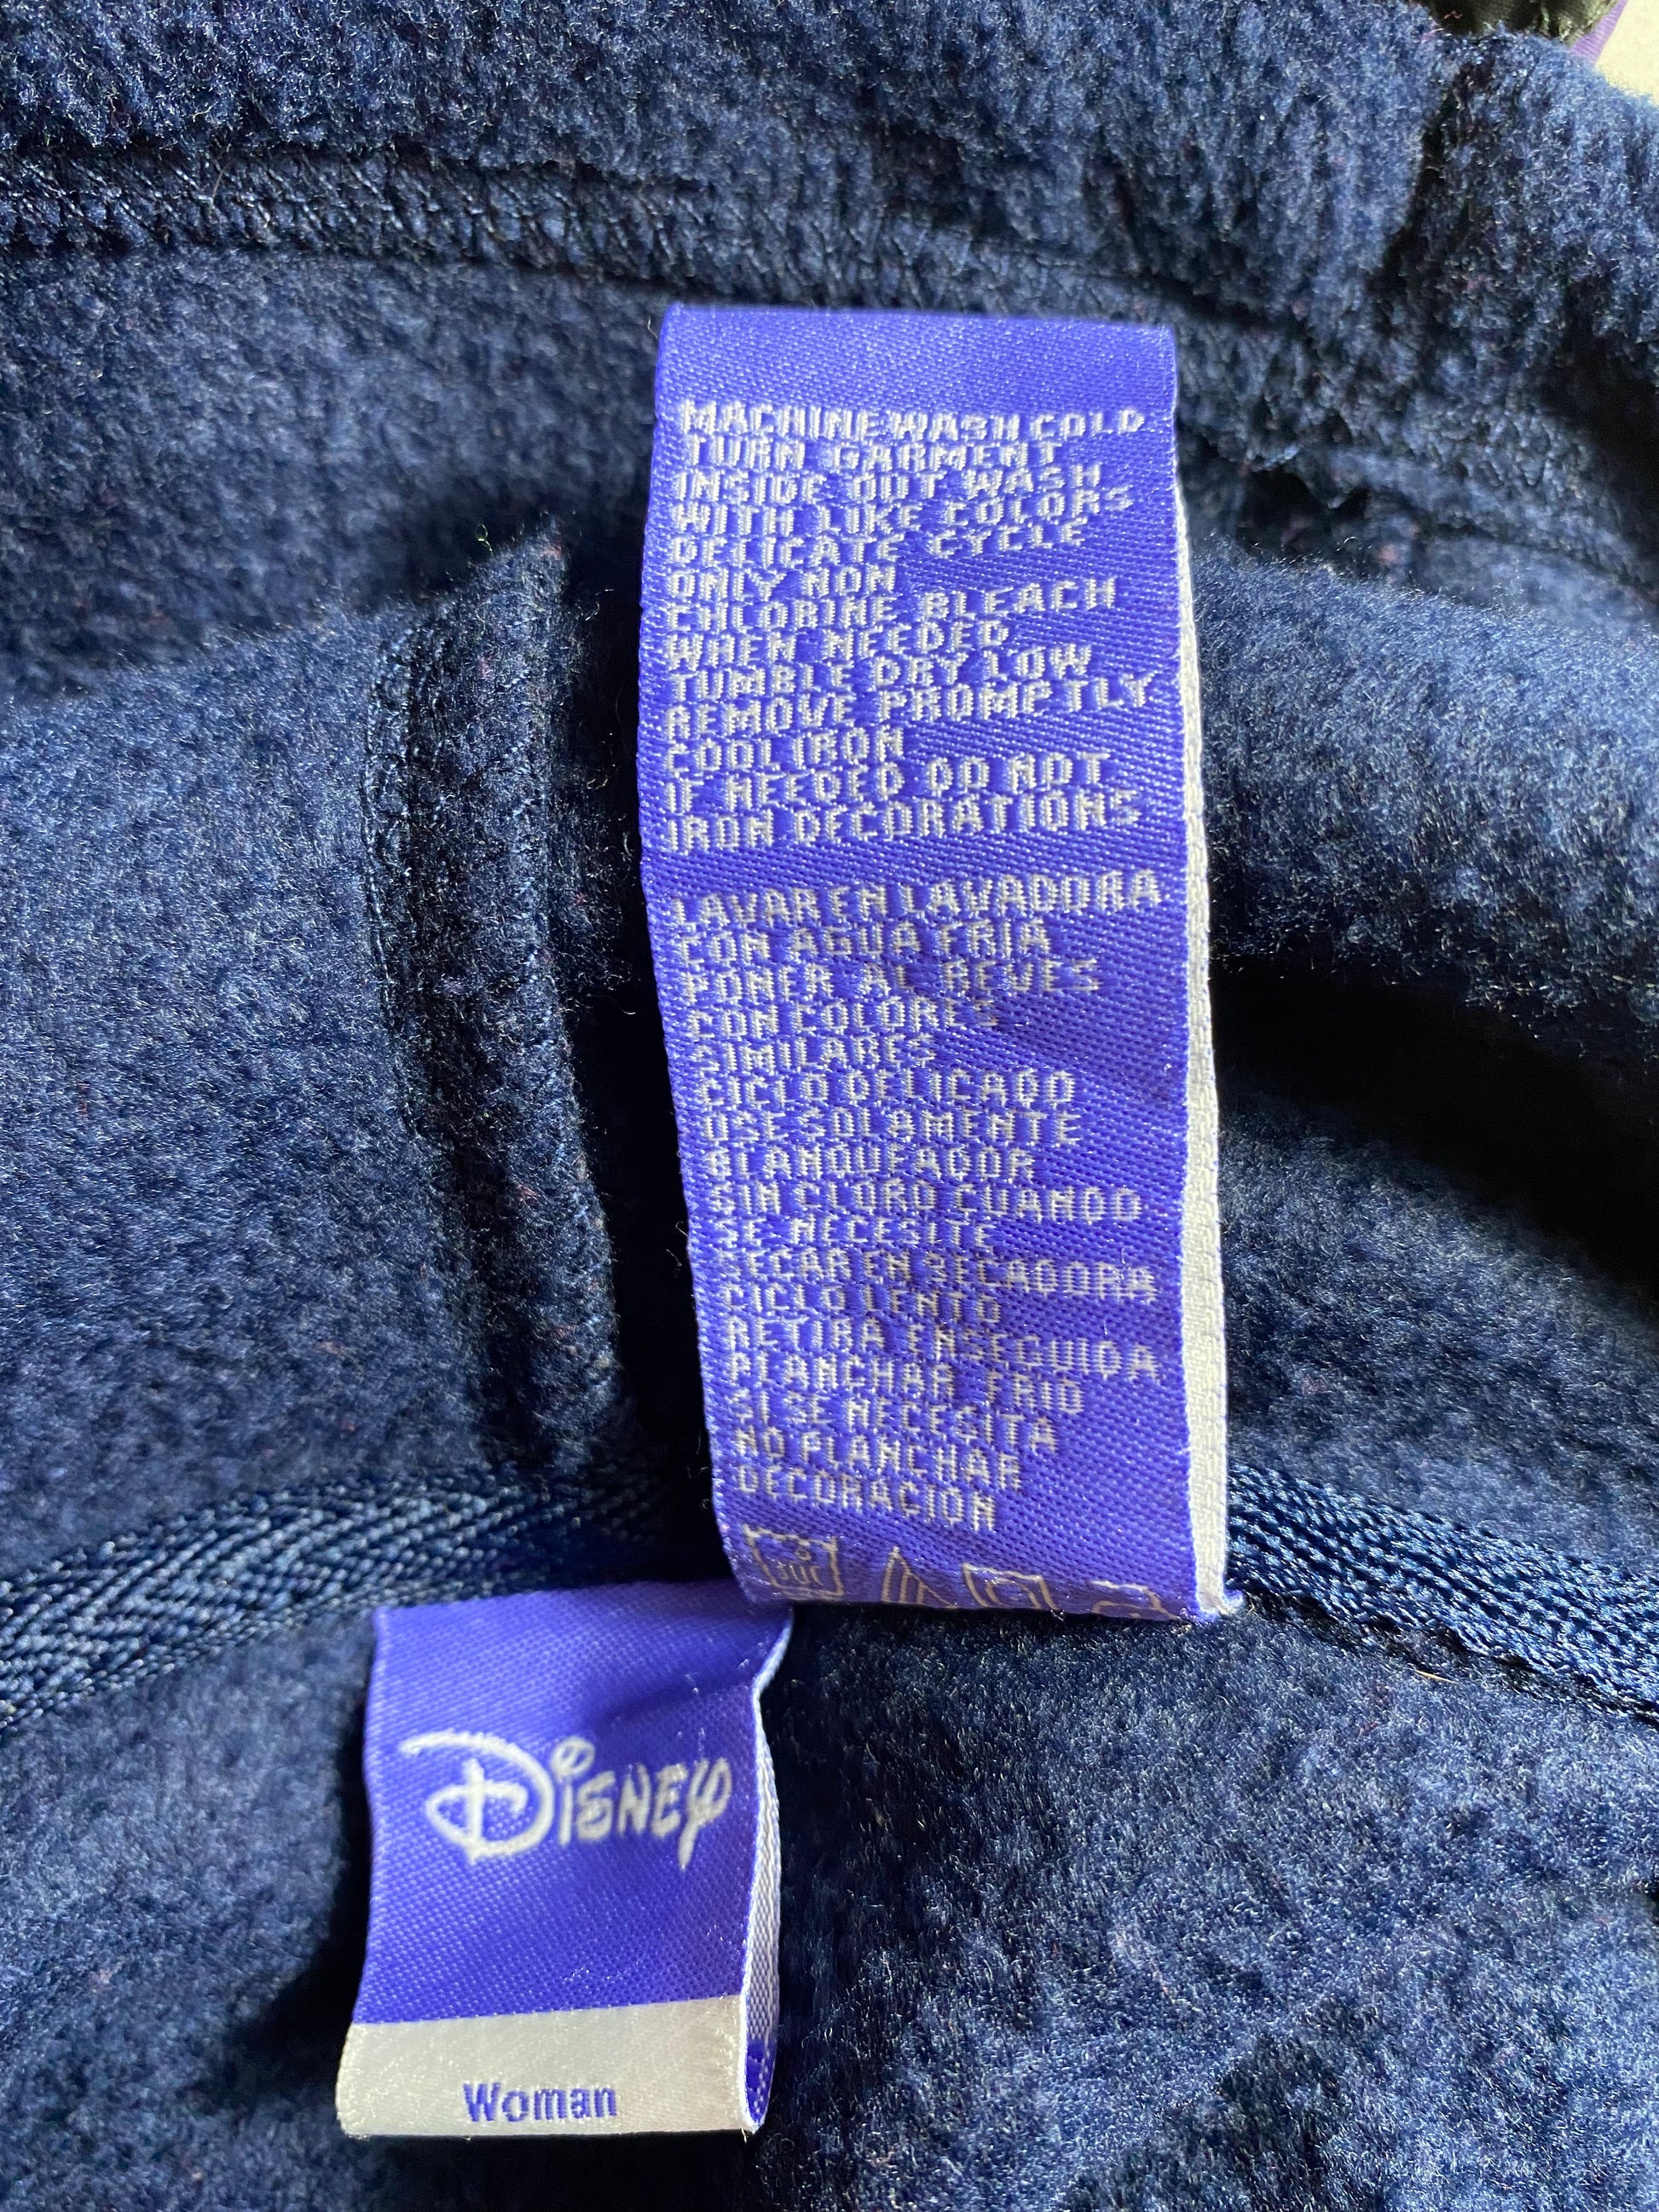 MACHINE WASH COLD
TURN GARMENT
INSIDE OUT WASH
WITH LIKE COLORS
DELICATE CYCLE
ONLY NON
CHLORINE BLEACH
WHEN NEEDED
TUMBLE DRY LOW
REMOVE PROMPTLY
COOL IRON
IF NEEDED OD NOT
IRON DECORATIONS
LAVAR EN LAVADORA
CON AGUA FRIA
PONER AL REVES
CON COLORES
SIMILARES
CICLO DELICADO
USE SOLAMENTE
BLANQUEADOR
SIN CLORO CUANDO
SE NECESITE
SECAR EN SECADORA
CICLO LENTO
RETIRA ENSEGUIDA
PLANCHAR FRIO
SI SE NECESITA
NO PLANCHAR
DECORACION
DISNEY
Woman